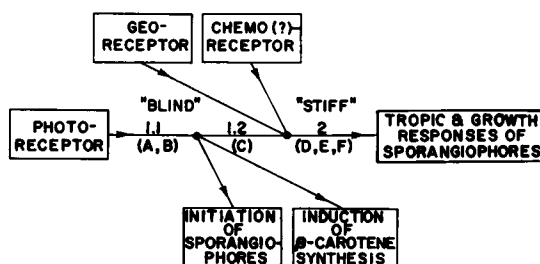 GEO-
RECEPTOR
CHEMO(?)-
RECEPTOR
"BLIND"
"STIFF"
PHOTO-
RECEPTOR
1.1
(A, B)
1.2
(C)
2
(D,E,F)
TROPIC & GROWTH
RESPONSES OF
SPORANGIOPHORES
INITIATION
OF
SPORANGIO-
PHORES
INDUCTION
OF
β-CAROTENE
SYNTHESIS